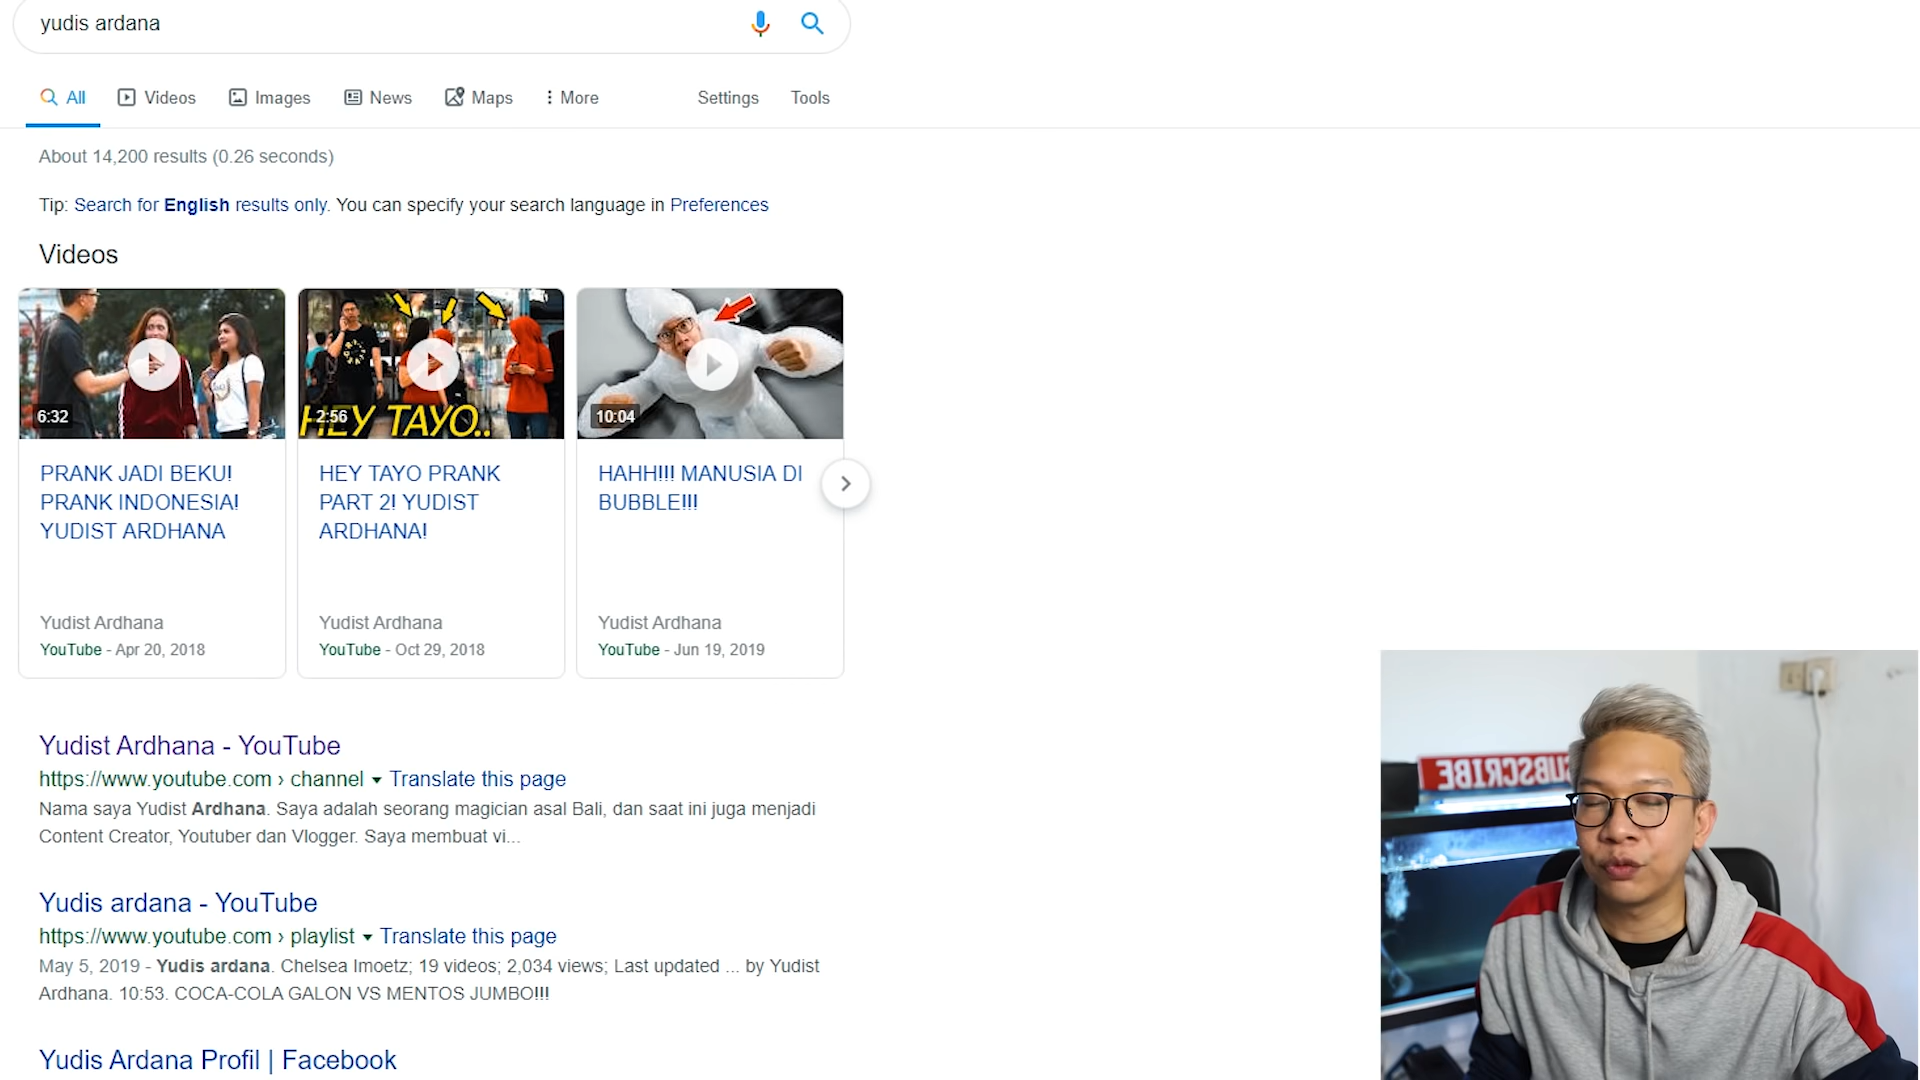 yudis ardana
All
Videos
Images
News
Maps
More
Settings
Tools
About 14,200 results (0.26 seconds)
Tip: Search for English results only. You can specify your search language in Preferences
Videos
6:32
HEY TAYO..
2:56
10:04
PRANK JADI BEKU!
PRANK INDONESIA!
YUDIST ARDHANA
Yudist Ardhana
YouTube - Apr 20, 2018
HEY TAYO PRANK
PART 2! YUDIST
ARDHANA!
Yudist Ardhana
YouTube - Oct 29, 2018
HAHH!!! MANUSIA DI
BUBBLE!!!
Yudist Ardhana
YouTube - Jun 19, 2019
Yudist Ardhana - YouTube
https://www.youtube.com › channel Translate this page
Nama saya Yudist Ardhana. Saya adalah seorang magician asal Bali, dan saat ini juga menjadi
Content Creator, Youtuber dan Vlogger. Saya membuat vi...
Yudis ardana - YouTube
https://www.youtube.com › playlist Translate this page
May 5, 2019 - Yudis ardana. Chelsea Imoetz; 19 videos; 2,034 views; Last updated ... by Yudist
Ardhana. 10:53. COCA-COLA GALON VS MENTOS JUMBO!!!
Yudis Ardana Profil | Facebook
SUBSCRIBE